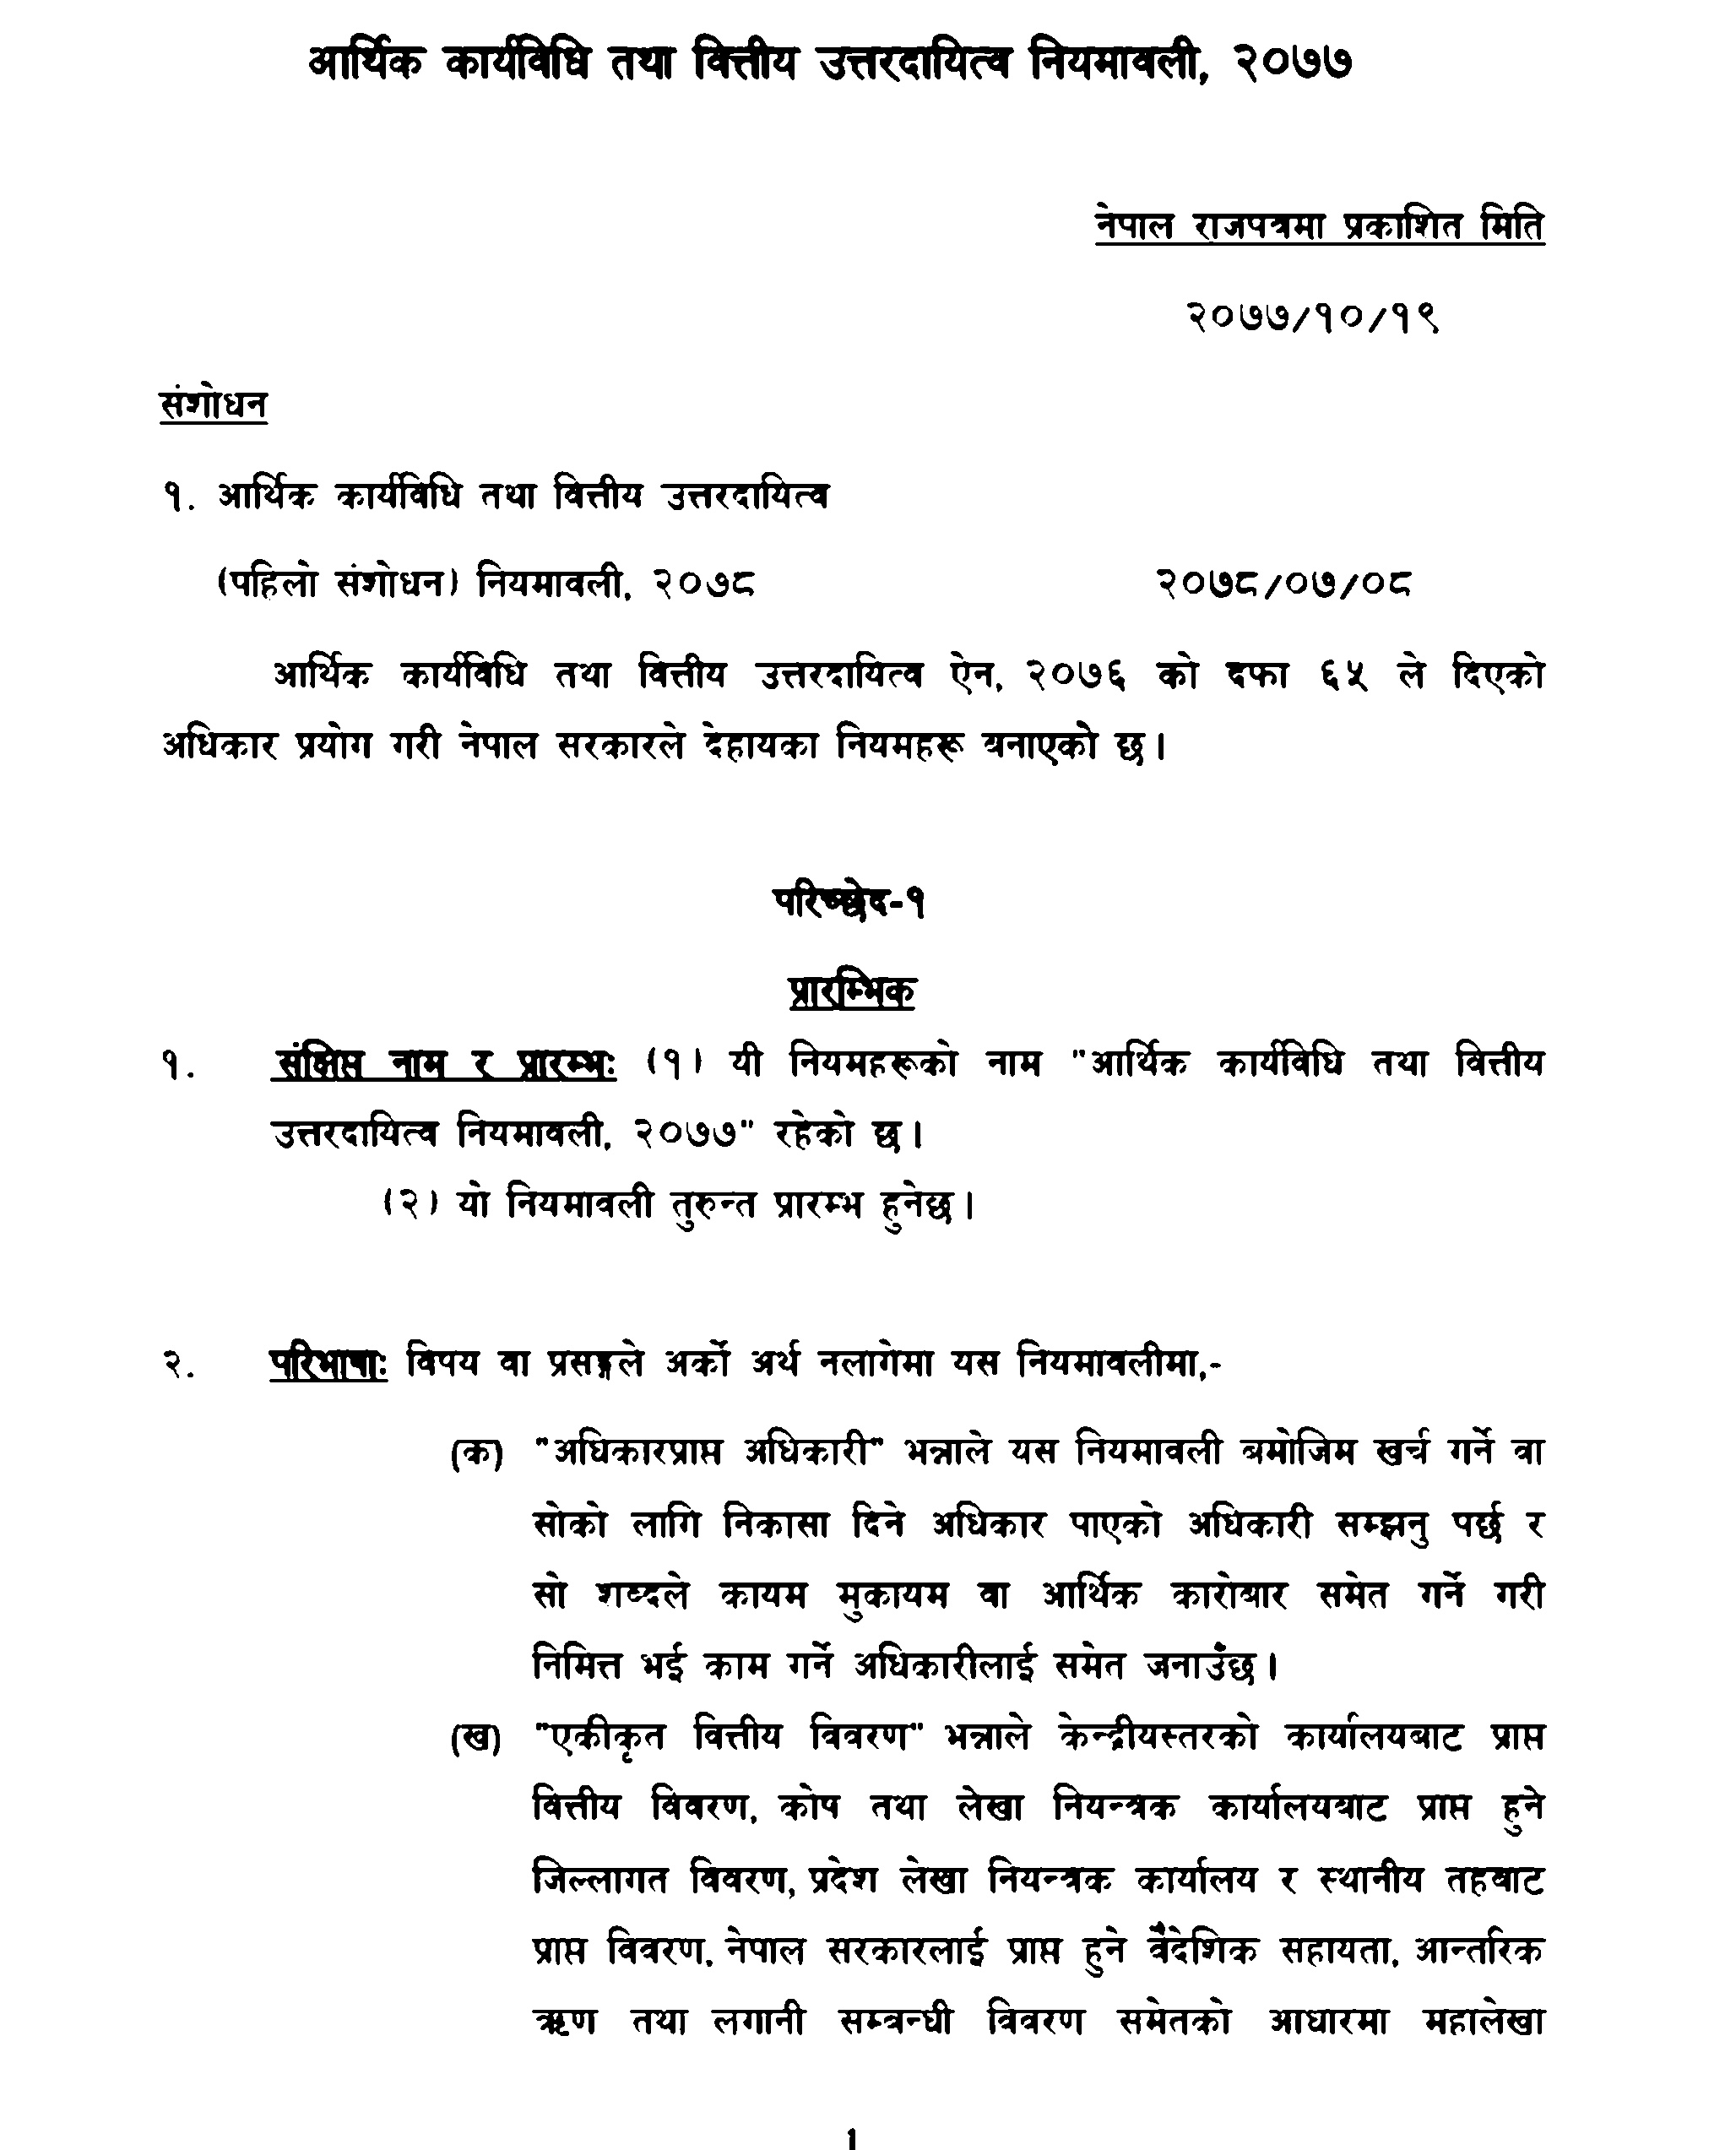 आर्थिक कार्यविधि तथा वित्तीय उत्तरदायित्व नियमावली, २०७७
नेपाल राजपत्रमा प्रकाशित मिति
२०७७/१०/१९
संशोधन
१. आर्थिक कार्यविधि तथा वित्तीय उत्तरदायित्व
(पहिलो संशोधन) नियमावली, २०७८ २०७८/०७/०८
आर्थिक कार्यविधि तथा वित्तीय उत्तरदायित्व ऐन, २०७६ को दफा ६५ ले दिएको
अधिकार प्रयोग गरी नेपाल सरकारले देहायका नियमहरू बनाएको छ।
परिच्छेद-१
प्रारम्भिक
१. संक्षिप्त नाम र प्रारम्भः (१) यी नियमहरूको नाम "आर्थिक कार्यविधि तथा वित्तीय
उत्तरदायित्व नियमावली, २०७७" रहेको छ।
(२) यो नियमावली तुरुन्त प्रारम्भ हुनेछ।
२. परिभाषाः विषय वा प्रसङ्गले अर्को अर्थ नलागेमा यस नियमावलीमा,-
(क) "अधिकारप्राप्त अधिकारी" भन्नाले यस नियमावली बमोजिम खर्च गर्ने वा
सोको लागि निकासा दिने अधिकार पाएको अधिकारी सम्झनु पर्छ र
सो शब्दले कायम मुकायम वा आर्थिक कारोबार समेत गर्ने गरी
निमित्त भई काम गर्ने अधिकारीलाई समेत जनाउँछ।
(ख) "एकीकृत वित्तीय विवरण" भन्नाले केन्द्रीयस्तरको कार्यालयबाट प्राप्त
वित्तीय विवरण, कोष तथा लेखा नियन्त्रक कार्यालयबाट प्राप्त हुने
जिल्लागत विवरण, प्रदेश लेखा नियन्त्रक कार्यालय र स्थानीय तहबाट
प्राप्त विवरण, नेपाल सरकारलाई प्राप्त हुने वैदेशिक सहायता, आन्तरिक
ऋण तथा लगानी सम्बन्धी विवरण समेतको आधारमा महालेखा
1